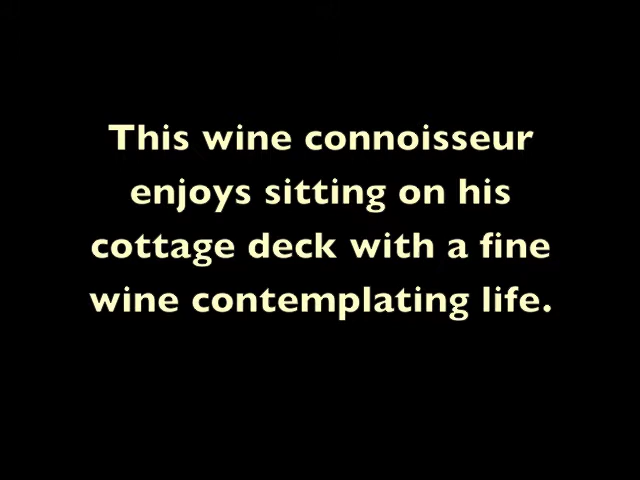 This wine connoisseur
enjoys sitting on his
cottage deck with a fine
wine contemplating life.